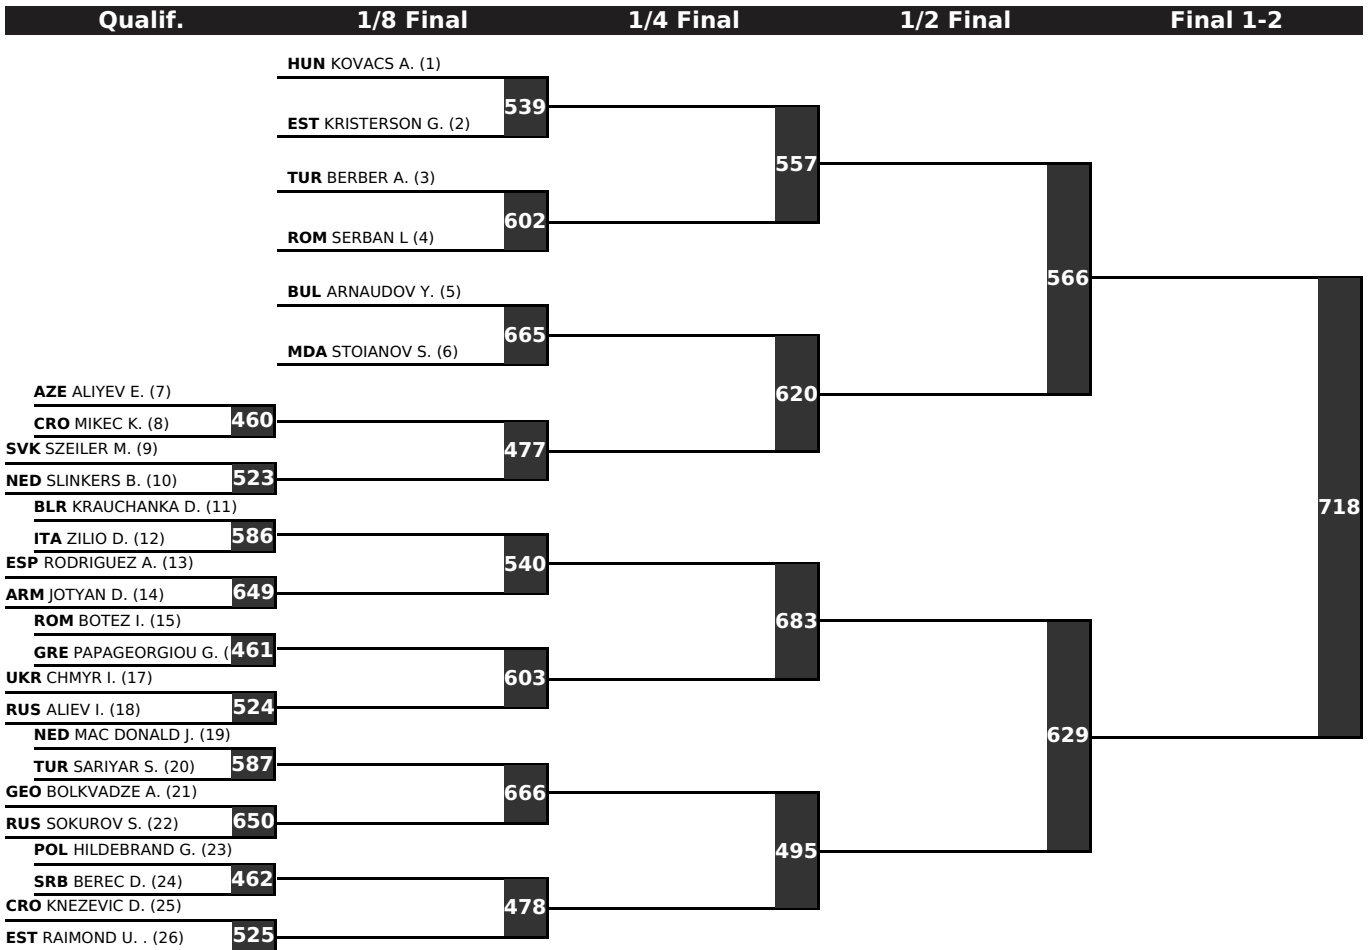 Qualif. 1/8 Final 1/4 Final 1/2 Final Final 1-2
HUN KOVACS A. (1)
539
EST KRISTERSON G. (2)
557
TUR BERBER A. (3)
602
ROM SERBAN L (4)
566
BUL ARNAUDOV Y. (5)
665
MDA STOIANOV S. (6)
AZE ALIYEV E. (7)
620
CRO MIKEC K. (8) 460
SVK SZEILER M. (9)
477
NED SLINKERS B. (10) 523
BLR KRAUCHANKA D. (11)
718
ITA ZILIO D. (12) 586
ESP RODRIGUEZ A. (13)
540
ARM JOTYAN D. (14) 649
ROM BOTEZ I. (15)
683
GRE PAPAGEORGIOU G. ( 461
UKR CHMYR I. (17)
603
RUS ALIEV I. (18) 524
NED MAC DONALD J. (19)
629
TUR SARIYAR S. (20) 587
GEO BOLKVADZE A. (21)
666
RUS SOKUROV S. (22) 650
POL HILDEBRAND G. (23)
495
SRB BEREC D. (24) 462
CRO KNEZEVIC D. (25)
478
EST RAIMOND U. . (26) 525